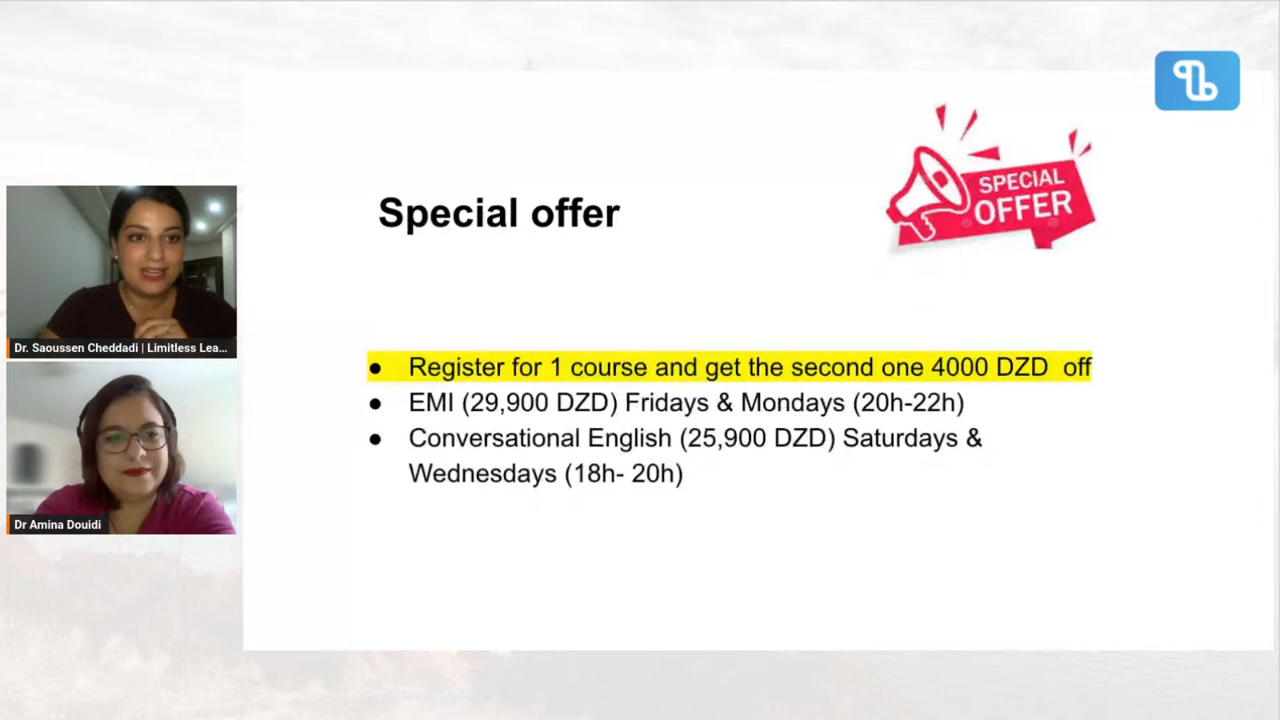 SPECIAL
OFFER
Special offer
● Register for 1 course and get the second one 4000 DZD off
● EMI (29,900 DZD) Fridays & Mondays (20h-22h)
● Conversational English (25,900 DZD) Saturdays &
Wednesdays (18h- 20h)
Dr. Saoussen Cheddadi | Limitless Lea...
Dr Amina Douidi